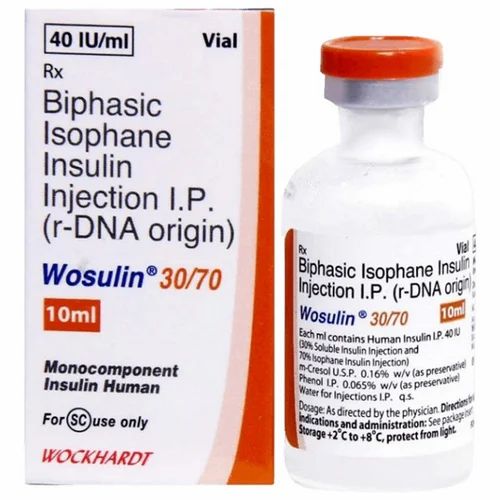 40 IU/ml
Vial
Rx
Biphasic
Isophane
Insulin
Injection I.P.
(r-DNA origin)
Wosulin® 30/70
10ml
Monocomponent
Insulin Human
For SC use only
WOCKHARDT
Rx
Vial
Biphasic Isophane Insulin
Injection I.P. (r-DNA origin)
Wosulin® 30/70
10ml
Each ml contains Human Insulin I.P. 40 IU
(30% Soluble Insulin Injection and
70% Isophane Insulin Injection)
m-Cresol U.S.P. 0.16% w/v (as preservative)
Phenol I.P. 0.065% w/v (as preservative)
Water for Injections I.P. q.s.
Dosage: As directed by the physician. Directions for
indications and administration: See package insert
Storage +2°C to +8°C, protect from light.